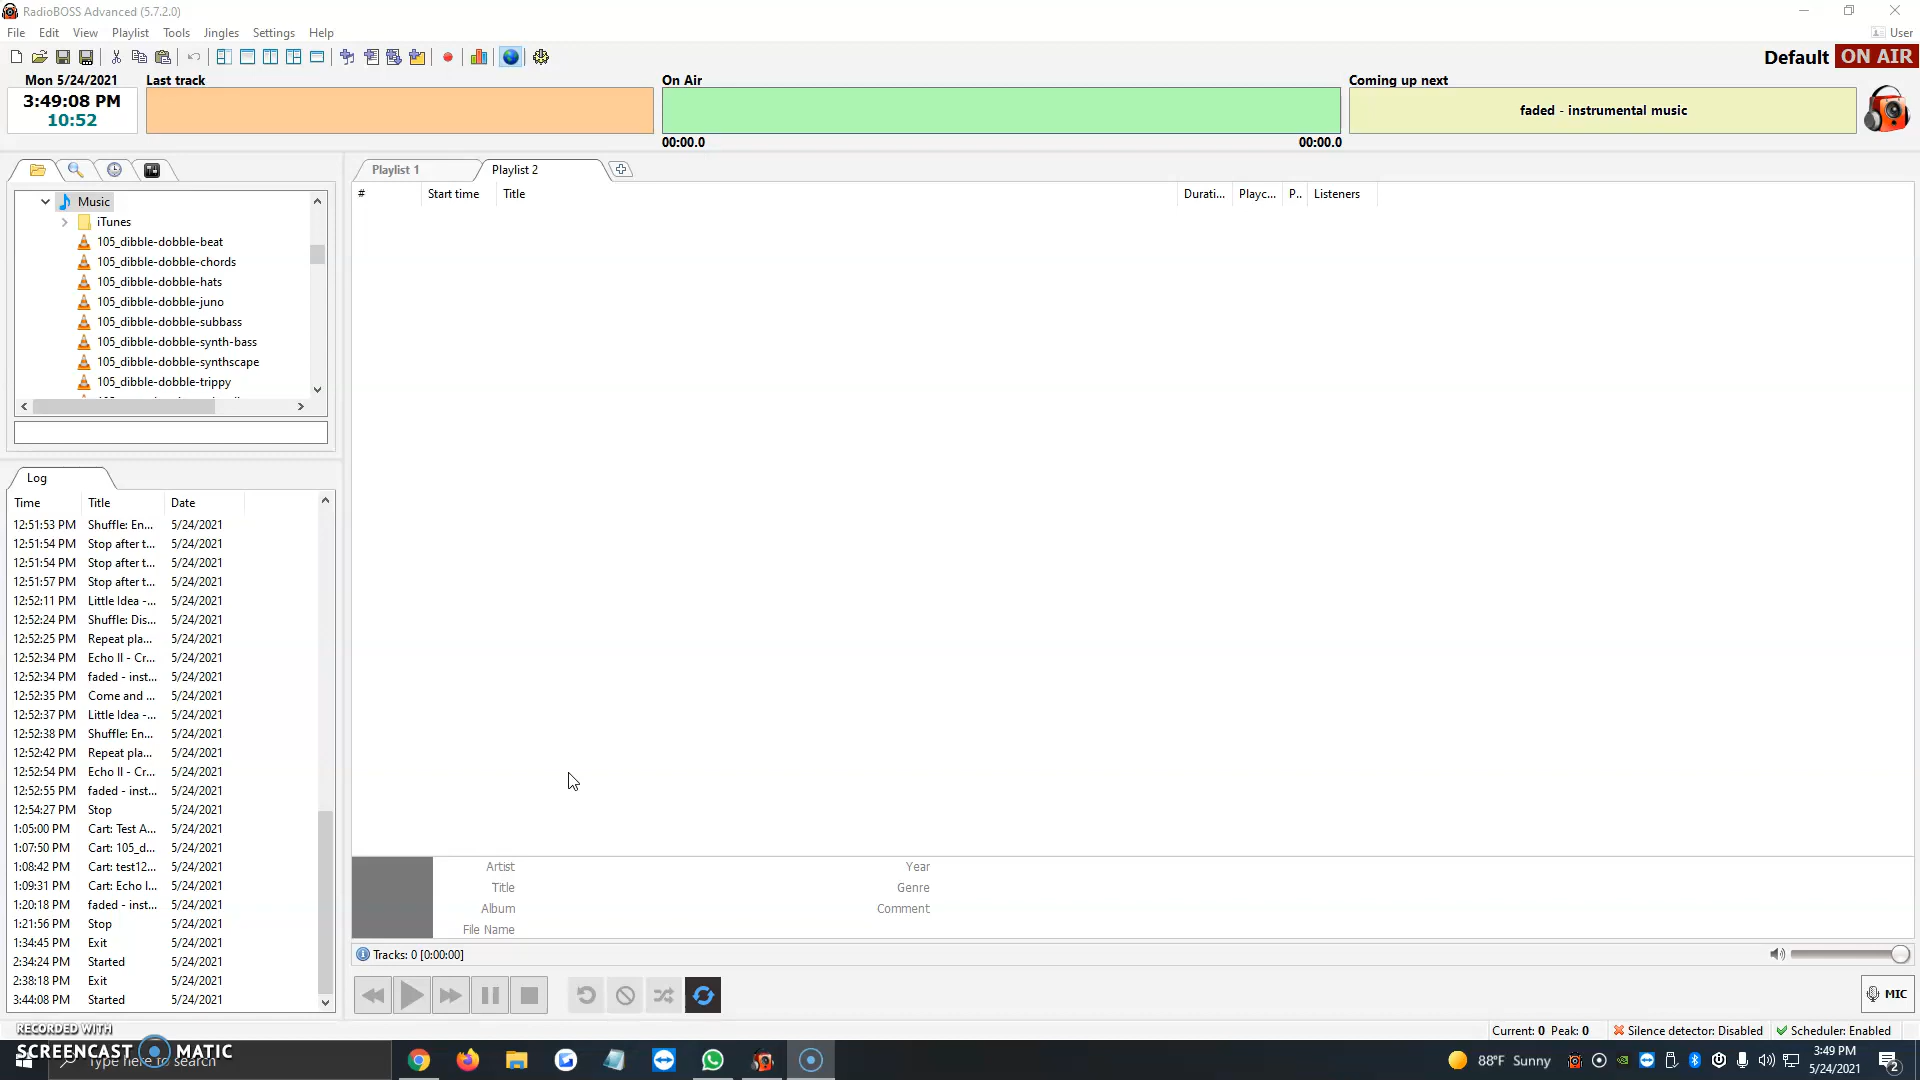 RadioBOSS Advanced (5.7.2.0)
File Edit View Playlist Tools Jingles Settings Help
User
Default ON AIR
Mon 5/24/2021
3:49:08 PM
10:52
Last track
On Air
00:00.0 00:00.0
Coming up next
faded - instrumental music
Music
iTunes
105_dibble-dobble-beat
105_dibble-dobble-chords
105_dibble-dobble-hats
105_dibble-dobble-juno
105_dibble-dobble-subbass
105_dibble-dobble-synth-bass
105_dibble-dobble-synthscape
105_dibble-dobble-trippy
Playlist 1 Playlist 2
# Start time Title Durati... Playc... P.. Listeners
Log
Time Title Date
12:51:53 PM Shuffle: En... 5/24/2021
12:51:54 PM Stop after t... 5/24/2021
12:51:54 PM Stop after t... 5/24/2021
12:51:57 PM Stop after t... 5/24/2021
12:52:11 PM Little Idea -... 5/24/2021
12:52:24 PM Shuffle: Dis... 5/24/2021
12:52:25 PM Repeat pla... 5/24/2021
12:52:34 PM Echo II - Cr... 5/24/2021
12:52:34 PM faded - inst... 5/24/2021
12:52:35 PM Come and ... 5/24/2021
12:52:37 PM Little Idea -... 5/24/2021
12:52:38 PM Shuffle: En... 5/24/2021
12:52:42 PM Repeat pla... 5/24/2021
12:52:54 PM Echo II - Cr... 5/24/2021
12:52:55 PM faded - inst... 5/24/2021
12:54:27 PM Stop 5/24/2021
1:05:00 PM Cart: Test A... 5/24/2021
1:07:50 PM Cart: 105_d... 5/24/2021
1:08:42 PM Cart: test12... 5/24/2021
1:09:31 PM Cart: Echo I... 5/24/2021
1:20:18 PM faded - inst... 5/24/2021
1:21:56 PM Stop 5/24/2021
1:34:45 PM Exit 5/24/2021
2:34:24 PM Started 5/24/2021
2:38:18 PM Exit 5/24/2021
3:44:08 PM Started 5/24/2021
Artist Year
Title Genre
Album Comment
File Name
Tracks: 0 [0:00:00]
MIC
Current: 0 Peak: 0 Silence detector: Disabled Scheduler: Enabled
RECORDED WITH
SCREENCAST MATIC
Type here to search
88°F Sunny
3:49 PM
5/24/2021
2